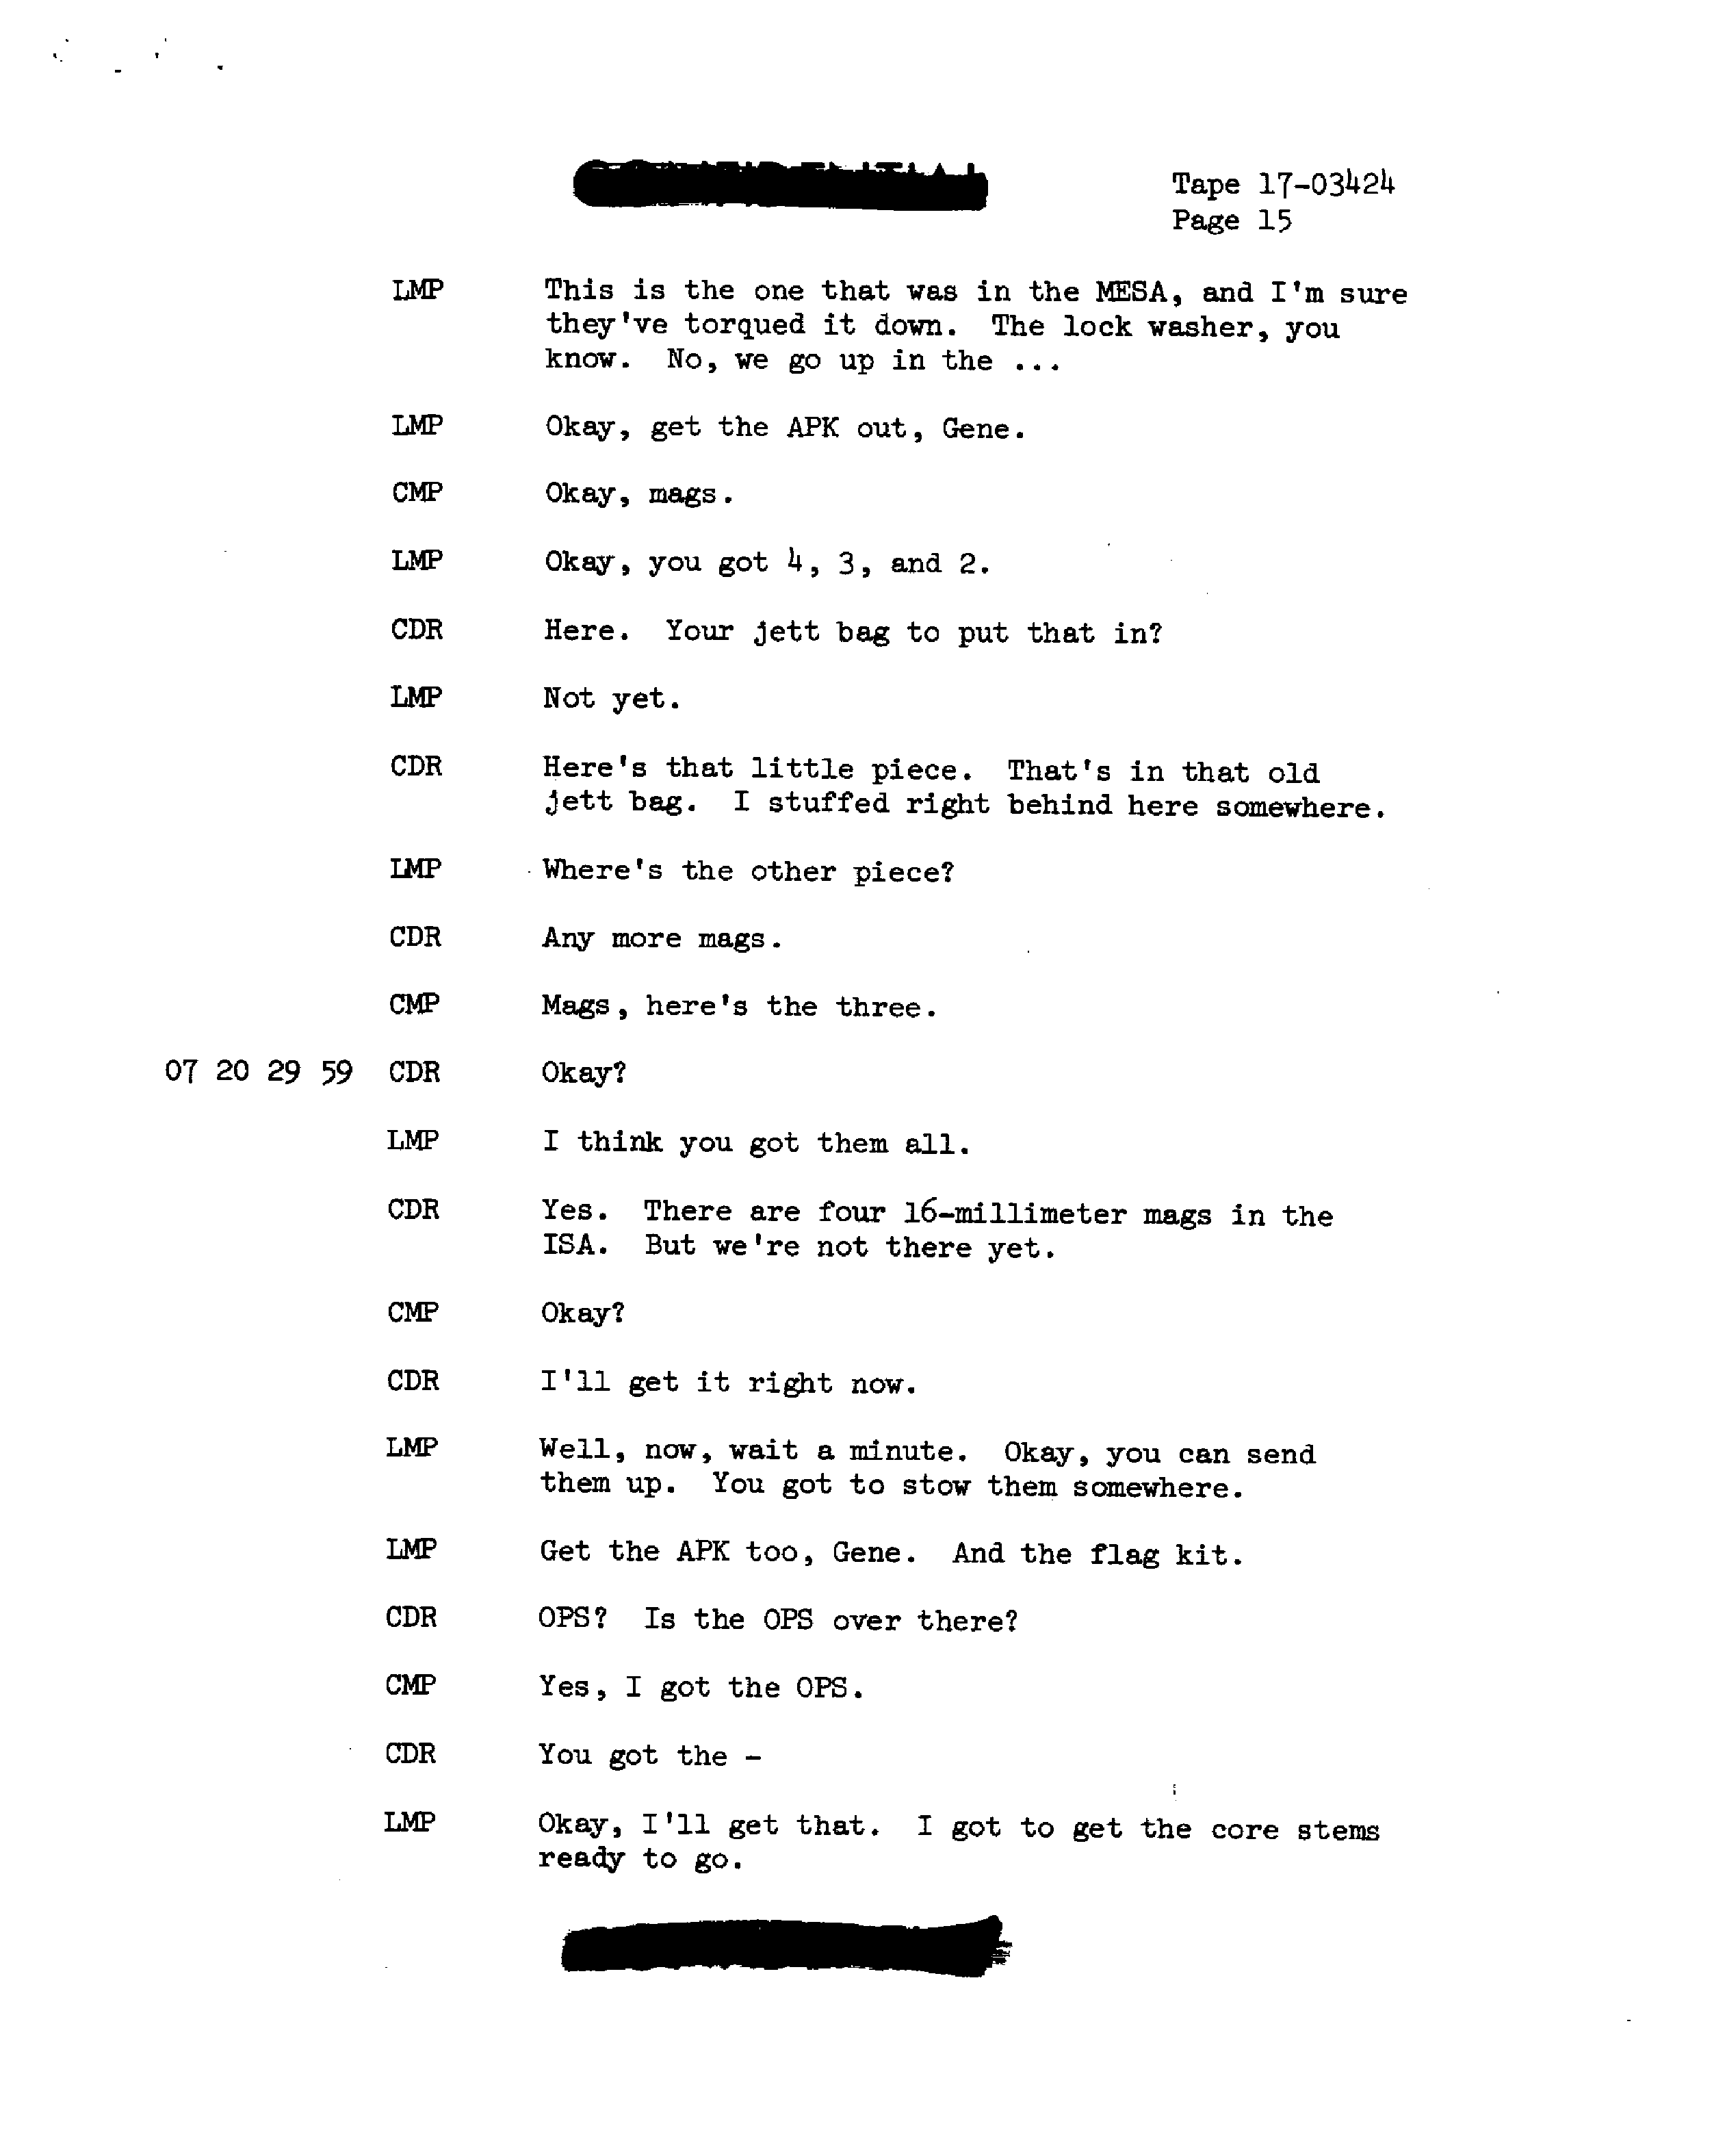 Tape 17-03424
Page 15
LMP This is the one that was in the MESA, and I'm sure
they've torqued it down. The lock washer, you
know. No, we go up in the ...
LMP Okay, get the APK out, Gene.
CMP Okay, mags.
LMP Okay, you got 4, 3, and 2.
CDR Here. Your jett bag to put that in?
LMP Not yet.
CDR Here's that little piece. That's in that old
jett bag. I stuffed right behind here somewhere.
LMP Where's the other piece?
CDR Any more mags.
CMP Mags, here's the three.
07 20 29 59 CDR Okay?
LMP I think you got them all.
CDR Yes. There are four 16-millimeter mags in the
ISA. But we're not there yet.
CMP Okay?
CDR I'll get it right now.
LMP Well, now, wait a minute. Okay, you can send
them up. You got to stow them somewhere.
LMP Get the APK too, Gene. And the flag kit.
CDR OPS? Is the OPS over there?
CMP Yes, I got the OPS.
CDR You got the -
LMP Okay, I'll get that. I got to get the core stems
ready to go.